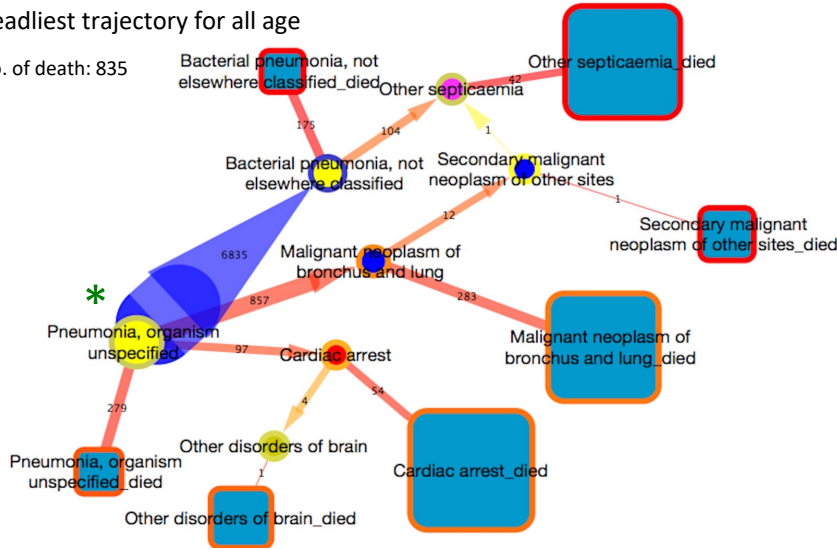 eadliest trajectory for all age
o. of death: 835
Bacterial pneumonia, not
elsewhere classified_died
Other septicaemia
Other septicaemia_died
42
175
104
1
Bacterial pneumonia, not
elsewhere classified
Secondary malignant
neoplasm of other sites
1
12
Secondary malignant
neoplasm of other sites_died
6835
Malignant neoplasm of
bronchus and lung
*
857
283
Pneumonia, organism
unspecified
Malignant neoplasm of
bronchus and lung_died
97
Cardiac arrest
54
4
279
Other disorders of brain
Pneumonia, organism
unspecified_died
1
Cardiac arrest_died
Other disorders of brain_died